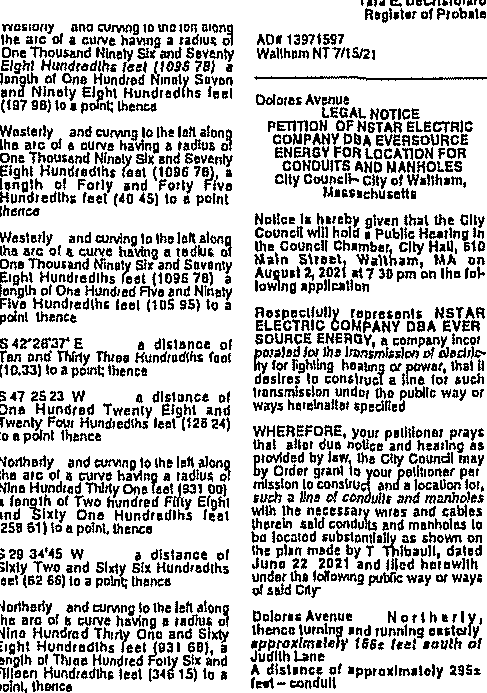 Westerly and curving to the left along
the arc of a curve having a radius of
One Thousand Ninety Six and Seventy
Eight Hundredths feet (1096 78) a
length of One Hundred Ninety Seven
and Ninety Eight Hundredths feet
(197 98) to a point; thence
Westerly and curving to the left along
the arc of a curve having a radius of
One Thousand Ninety Six and Seventy
Eight Hundredths feet (1096 78), a
length of Forty and Forty Five
Hundredths feet (40 45) to a point
thence
Westerly and curving to the left along
the arc of a curve having a radius of
One Thousand Ninety Six and Seventy
Eight Hundredths feet (1096 78) a
length of One Hundred Five and Ninety
Five Hundredths feet (105 95) to a
point thence
S 42°28'37" E a distance of
Ten and Thirty Three Hundredths feet
(10.33) to a point; thence
S 47 25 23 W a distance of
One Hundred Twenty Eight and
Twenty Four Hundredths feet (128 24)
to a point thence
Northerly and curving to the left along
the arc of a curve having a radius of
Nine Hundred Thirty One feet (931 00)
a length of Two hundred Fifty Eight
and Sixty One Hundredths feet
(258 61) to a point, thence
S 29 34'45 W a distance of
Sixty Two and Sixty Six Hundredths
feet (62 66) to a point; thence
Northerly and curving to the left along
the arc of a curve having a radius of
Nine Hundred Thirty One and Sixty
Eight Hundredths feet (931 68), a
length of Three Hundred Forty Six and
Fifteen Hundredths feet (346 15) to a
point, thence
Register of Probate
AD# 13971597
Waltham NT 7/15/21
Dolores Avenue
LEGAL NOTICE
PETITION OF NSTAR ELECTRIC
COMPANY DBA EVERSOURCE
ENERGY FOR LOCATION FOR
CONDUITS AND MANHOLES
City Council- City of Waltham,
Massachusetts
Notice is hereby given that the City
Council will hold a Public Hearing in
the Council Chamber, City Hall, 610
Main Street, Waltham, MA on
August 2, 2021 at 7 30 pm on the fol-
lowing application
Respectfully represents NSTAR
ELECTRIC COMPANY DBA EVER
SOURCE ENERGY, a company incor
porated for the transmission of electric-
ity for lighting heating or power, that it
desires to construct a line for such
transmission under the public way or
ways hereinafter specified
WHEREFORE, your petitioner prays
that after due notice and hearing as
provided by law, the City Council may
by Order grant to your petitioner per
mission to construct and a location for,
such a line of conduits and manholes
with the necessary wires and cables
therein said conduits and manholes to
be located substantially as shown on
the plan made by T Thibault, dated
June 22 2021 and filed herewith
under the following public way or ways
of said City
Dolores Avenue Northerly,
thence turning and running easterly
approximately 166± feet south of
Judith Lane
A distance of approximately 295±
feet – conduit